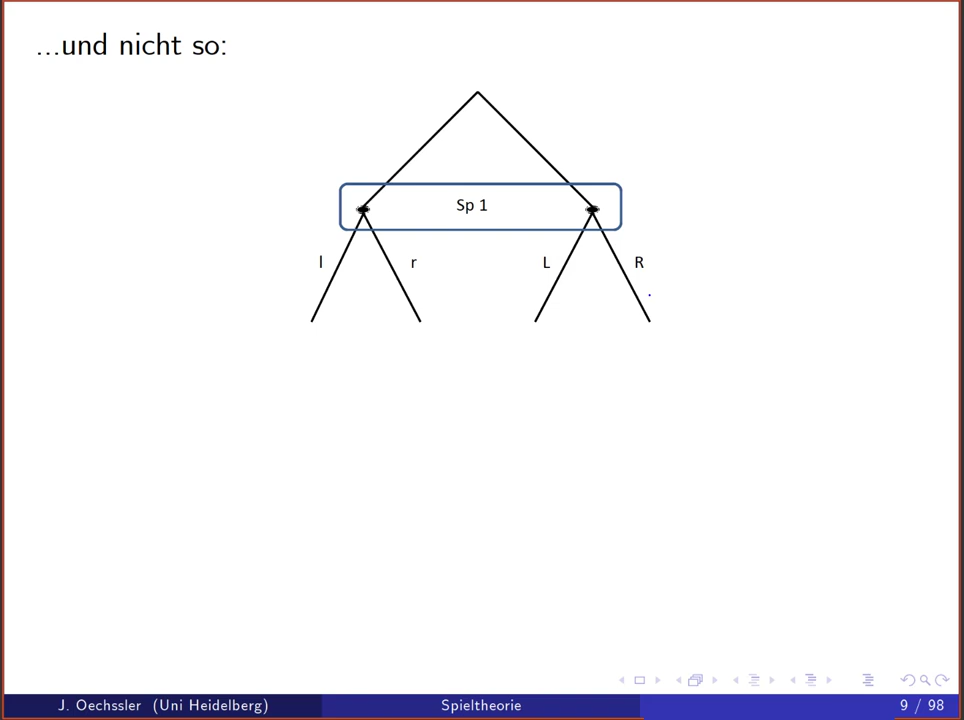 ...und nicht so:
Sp 1
l r L R
J. Oechssler (Uni Heidelberg) Spieltheorie 9 / 98